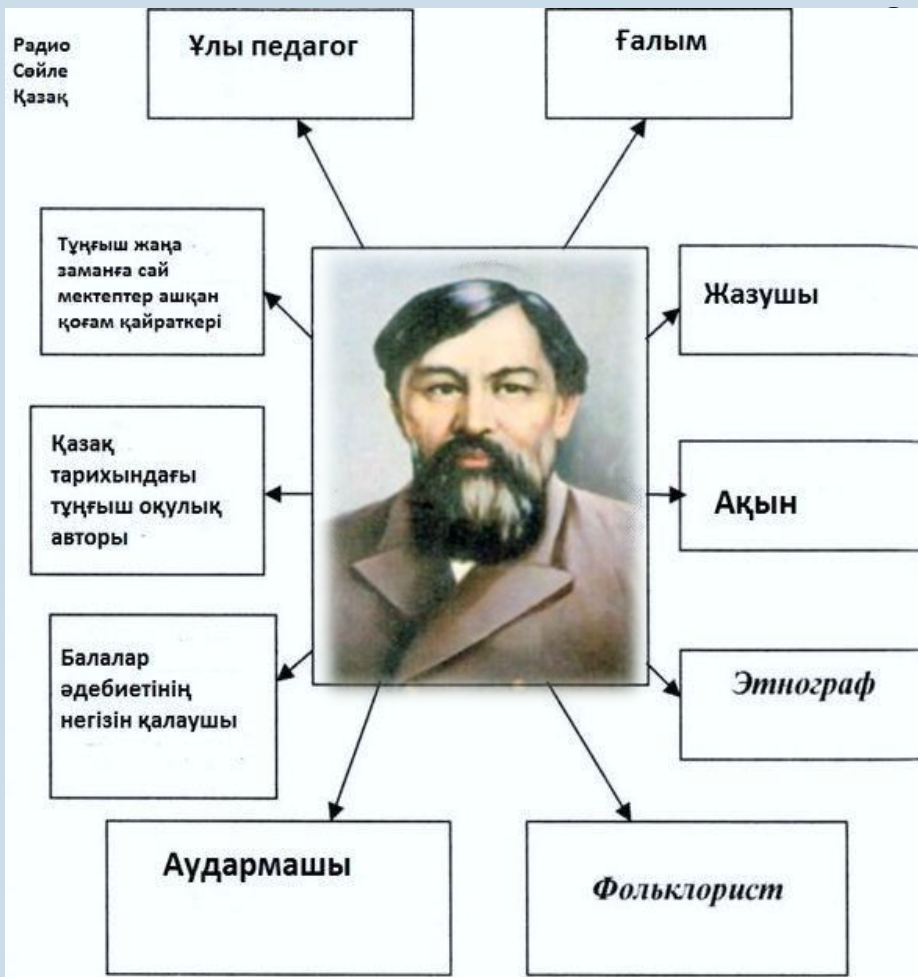 Радио
Сөйле
Қазақ
Ұлы педагог
Ғалым
Тұңғыш жаңа
заманға сай
мектептер ашқан
қоғам қайраткері
Жазушы
Қазақ
тарихындағы
тұңғыш оқулық
авторы
Ақын
Балалар
әдебиетінің
негізін қалаушы
Этнограф
Аудармашы
Фольклорист